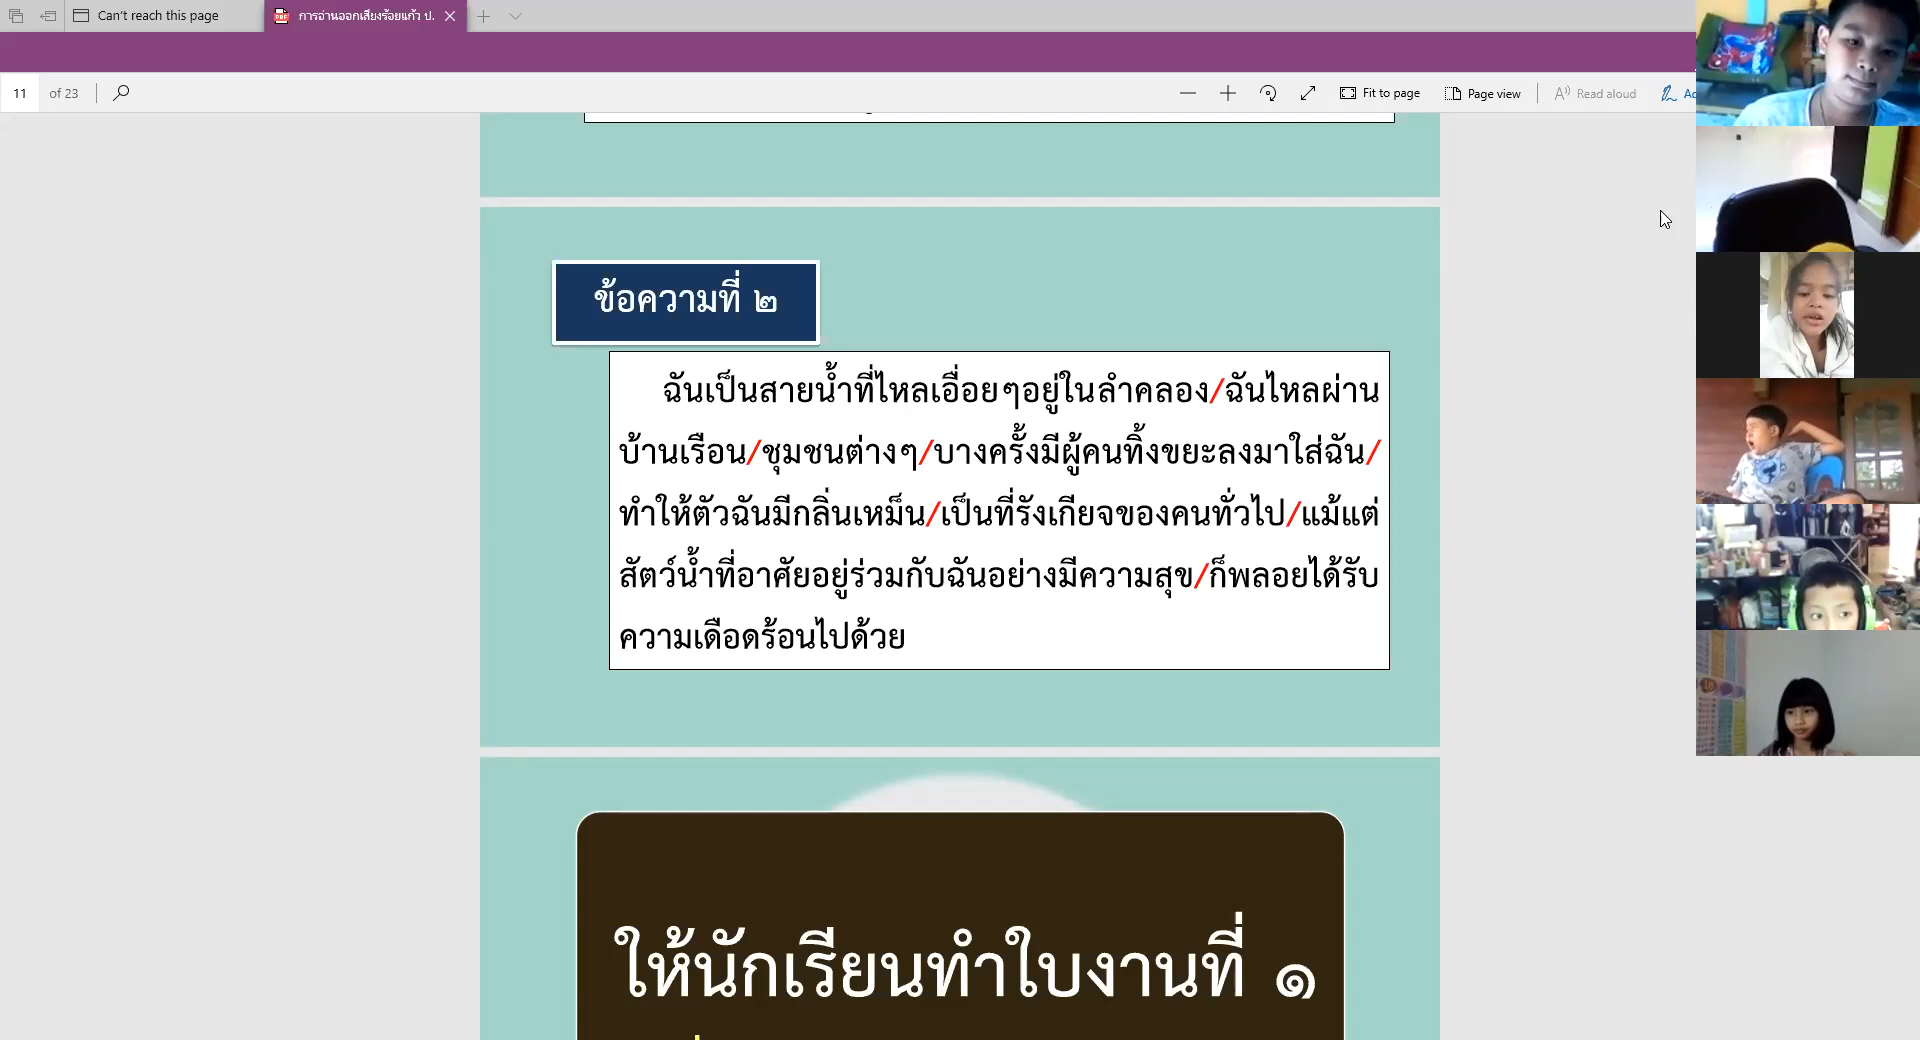 Can't reach this page
การอ่านออกเสียงร้อยแก้ว ป.
11 of 23
Fit to page
Page view
Read aloud
ข้อความที่ ๒
ฉันเป็นสายน้ำที่ไหลเอื่อยๆอยู่ในลำคลอง/ฉันไหลผ่าน
บ้านเรือน/ชุมชนต่างๆ/บางครั้งมีผู้คนทิ้งขยะลงมาใส่ฉัน/
ทำให้ตัวฉันมีกลิ่นเหม็น/เป็นที่รังเกียจของคนทั่วไป/แม้แต่
สัตว์น้ำที่อาศัยอยู่ร่วมกับฉันอย่างมีความสุข/ก็พลอยได้รับ
ความเดือดร้อนไปด้วย
ให้นักเรียนทำใบงานที่ ๑